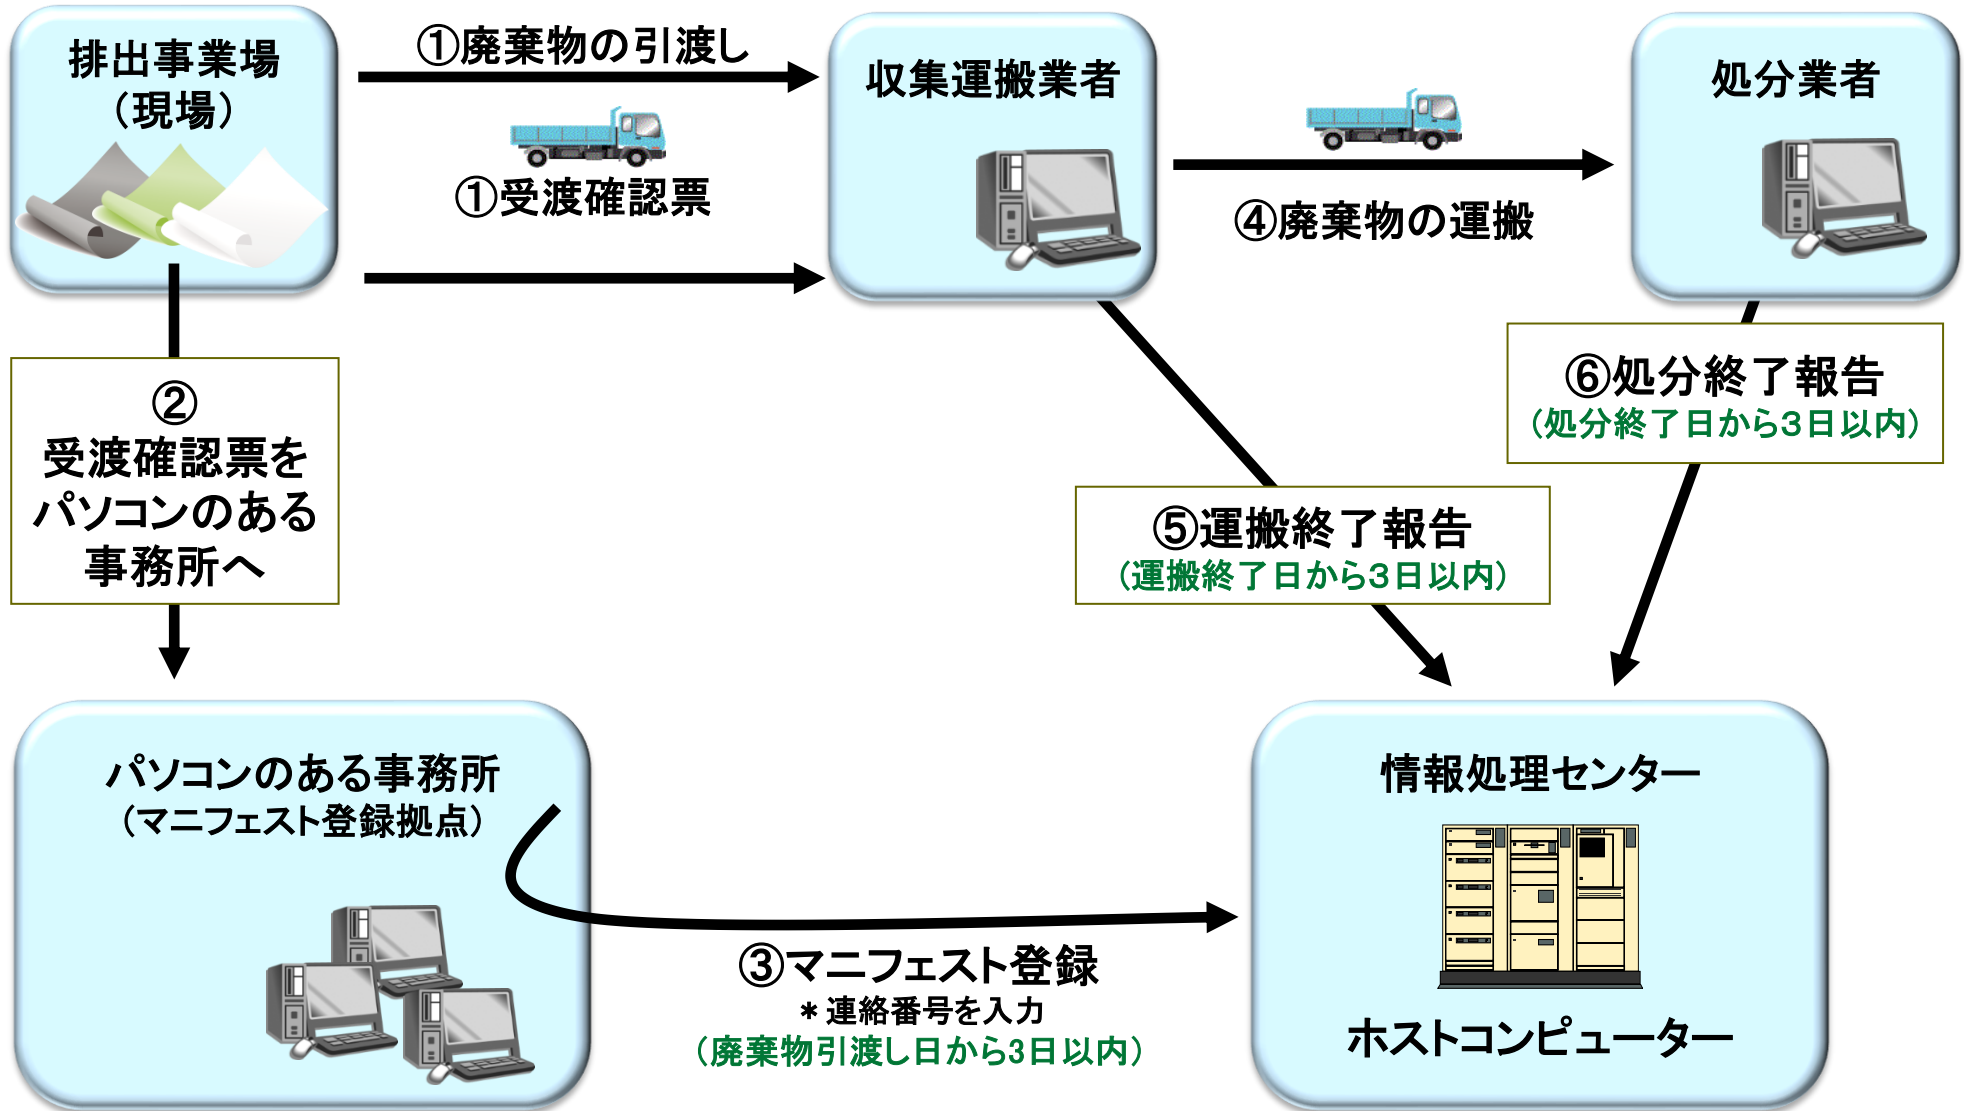 排出事業場
（現場）
①廃棄物の引渡し
①受渡確認票
収集運搬業者
④廃棄物の運搬
処分業者
②
受渡確認票を
パソコンのある
事務所へ
⑥処分終了報告
（処分終了日から３日以内）
⑤運搬終了報告
（運搬終了日から３日以内）
パソコンのある事務所
（マニフェスト登録拠点）
③マニフェスト登録
＊連絡番号を入力
（廃棄物引渡し日から3日以内）
情報処理センター
ホストコンピューター